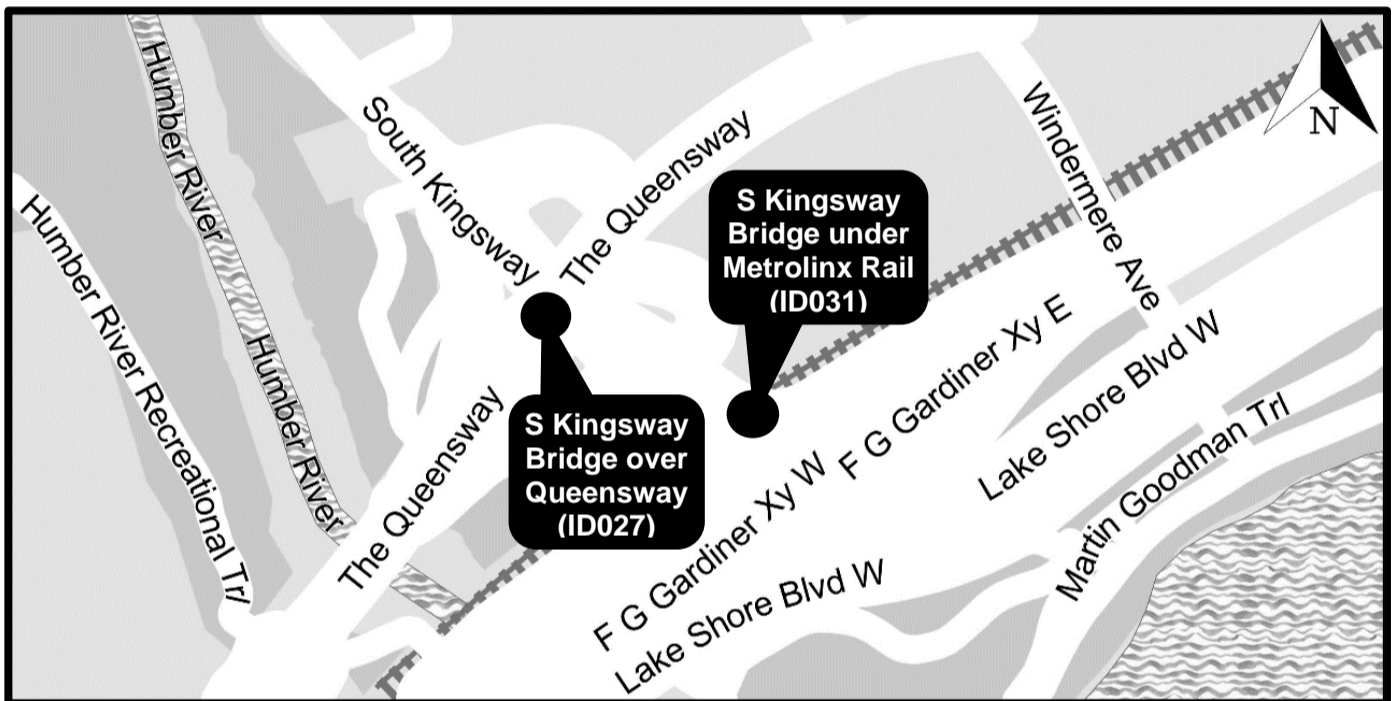 Humber River
South Kingsway
The Queensway
Windermere Ave
N
Humber River Recreational Trl
Humber River
S Kingsway
Bridge under
Metrolinx Rail
(ID031)
F G Gardiner Xy E
Lake Shore Blvd W
The Queensway
S Kingsway
Bridge over
Queensway
(ID027)
F G Gardiner Xy W
Martin Goodman Trl
Lake Shore Blvd W